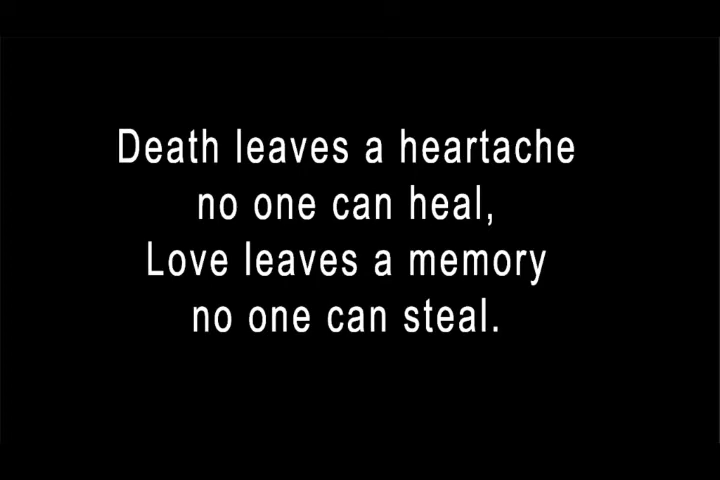 Death leaves a heartache
no one can heal,
Love leaves a memory
no one can steal.